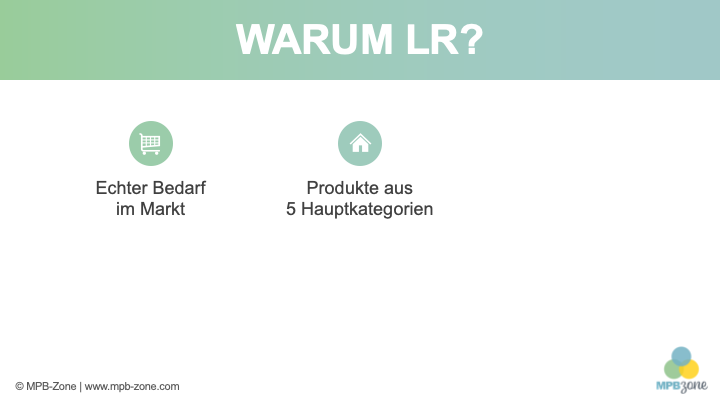 WARUM LR?
Echter Bedarf
im Markt
Produkte aus
5 Hauptkategorien
© MPB-Zone | www.mpb-zone.com
MPBzone